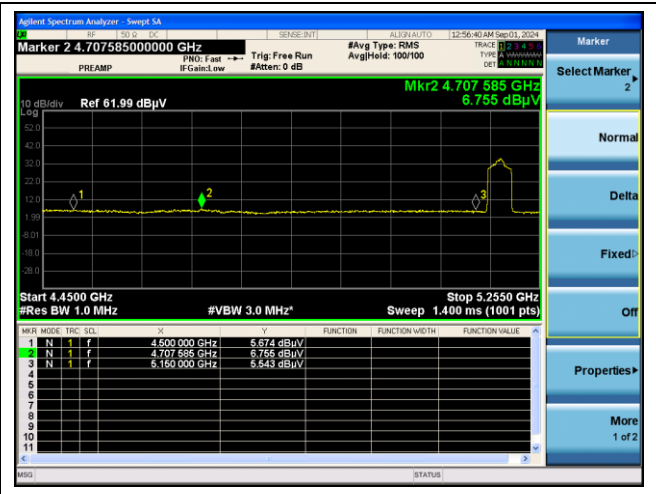 Agilent Spectrum Analyzer - Swept SA
RF 50 Ω DC SENSE:INT ALIGN AUTO 12:56:40 AM Sep 01, 2024
Marker 2 4.707585000000 GHz #Avg Type: RMS TRACE 1 2 3 4 5 6
PNO: Fast Trig: Free Run Avg|Hold: 100/100 TYPE A WWWWW
PREAMP IFGain:Low #Atten: 0 dB DET A N N N N N
Mkr2 4.707 585 GHz
10 dB/div Ref 61.99 dBµV 6.755 dBµV
Log
52.0
42.0
32.0
22.0
12.0
1.99
-8.01
-18.0
-28.0
1
2
3
Start 4.4500 GHz Stop 5.2550 GHz
#Res BW 1.0 MHz #VBW 3.0 MHz* Sweep 1.400 ms (1001 pts)
MKR MODE TRC SCL X Y FUNCTION FUNCTION WIDTH FUNCTION VALUE
1 N 1 f 4.500 000 GHz 5.674 dBµV
2 N 1 f 4.707 585 GHz 6.755 dBµV
3 N 1 f 5.150 000 GHz 5.543 dBµV
4
5
6
7
8
9
10
11
MSG STATUS
Marker
Select Marker
2
Normal
Delta
Fixed
Off
Properties
More
1 of 2